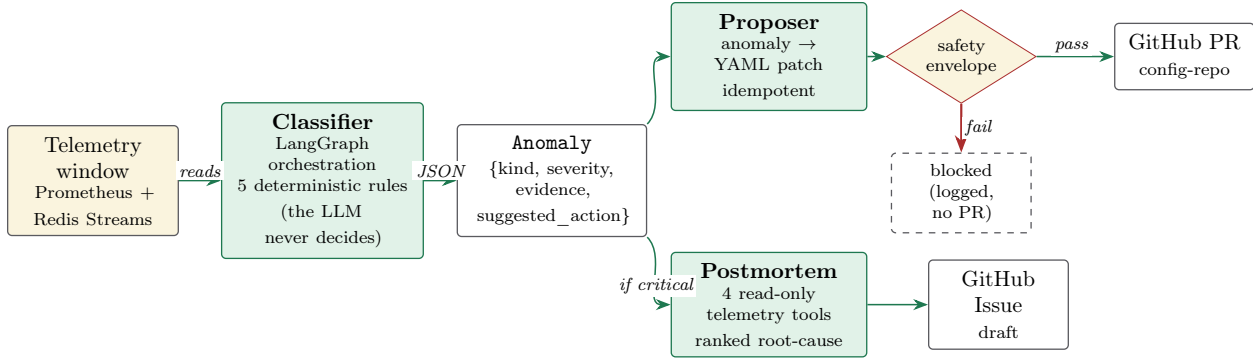 Telemetry
window
Prometheus +
Redis Streams
reads
Classifier
LangGraph
orchestration
5 deterministic rules
(the LLM
never decides)
JSON
Anomaly
{kind, severity,
evidence,
suggested_action}
Proposer
anomaly →
YAML patch
idempotent
safety
envelope
pass
GitHub PR
config-repo
fail
blocked
(logged,
no PR)
if critical
Postmortem
4 read-only
telemetry tools
ranked root-cause
GitHub
Issue
draft